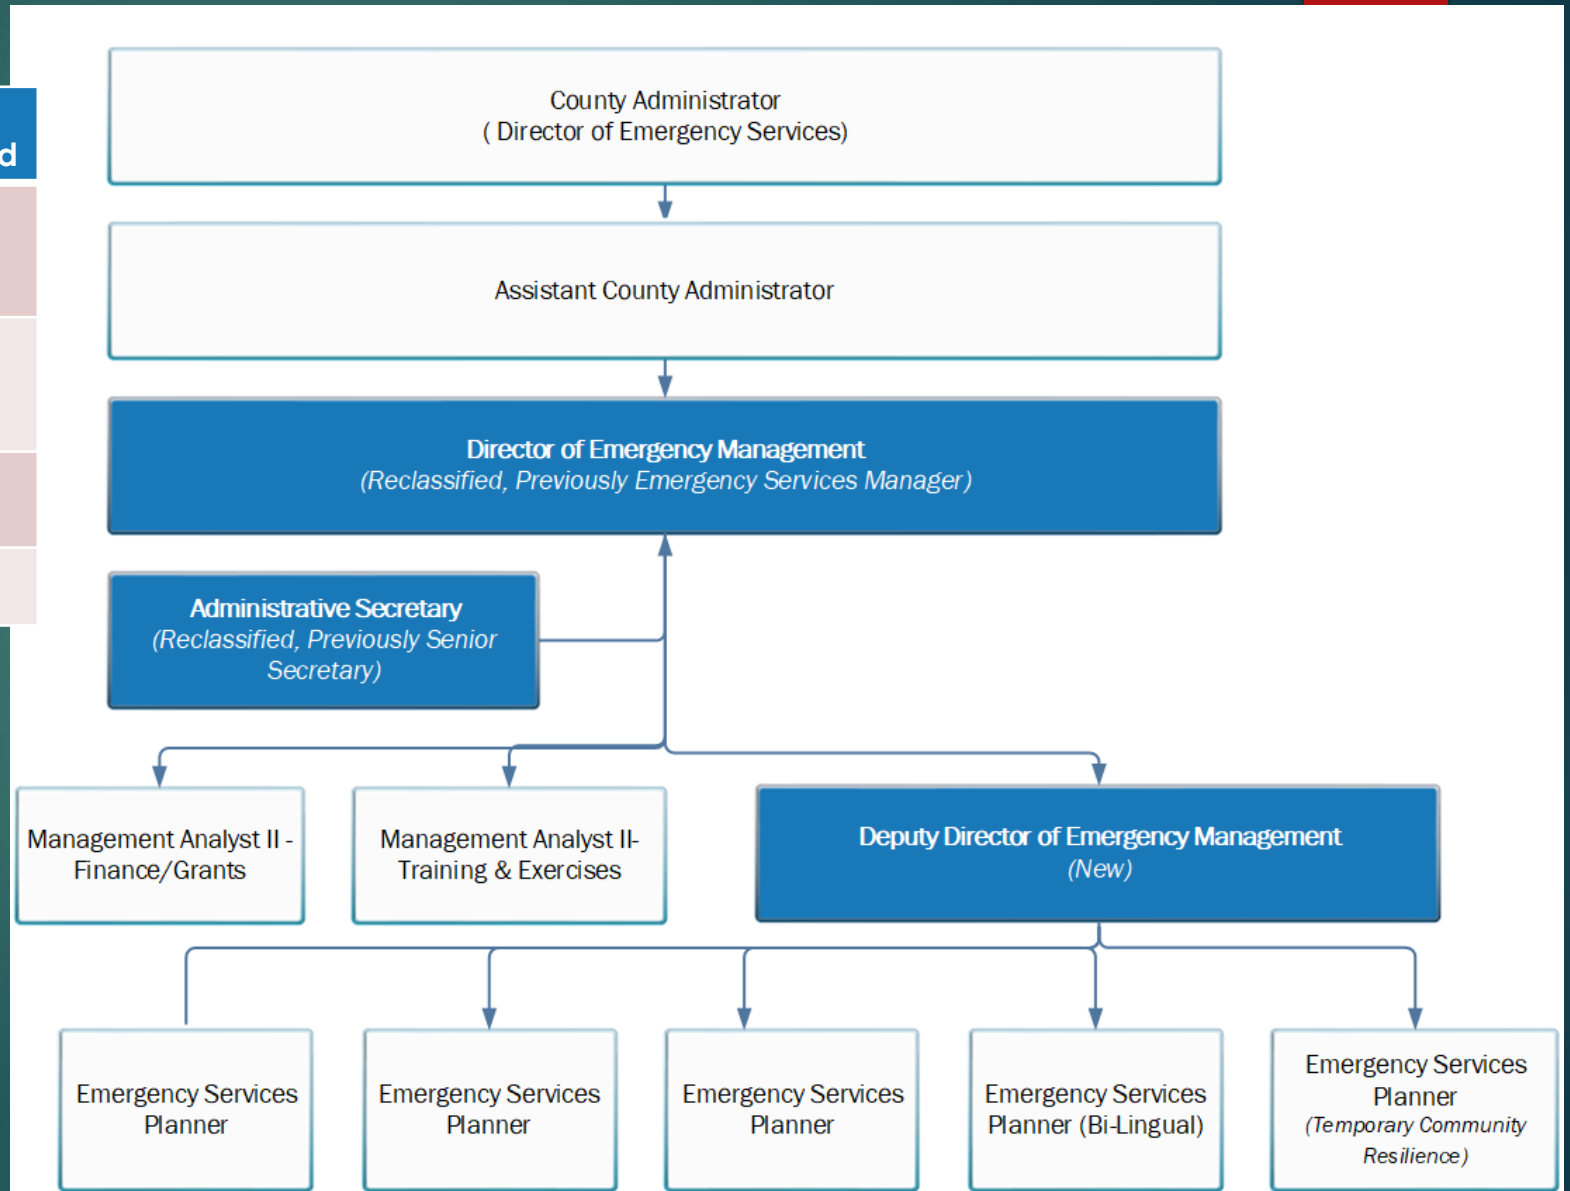 d
County Administrator
( Director of Emergency Services)
Assistant County Administrator
Director of Emergency Management
(Reclassified, Previously Emergency Services Manager)
Administrative Secretary
(Reclassified, Previously Senior
Secretary)
Management Analyst II -
Finance/Grants
Management Analyst II-
Training & Exercises
Deputy Director of Emergency Management
(New)
Emergency Services
Planner
Emergency Services
Planner
Emergency Services
Planner
Emergency Services
Planner (Bi-Lingual)
Emergency Services
Planner
(Temporary Community
Resilience)